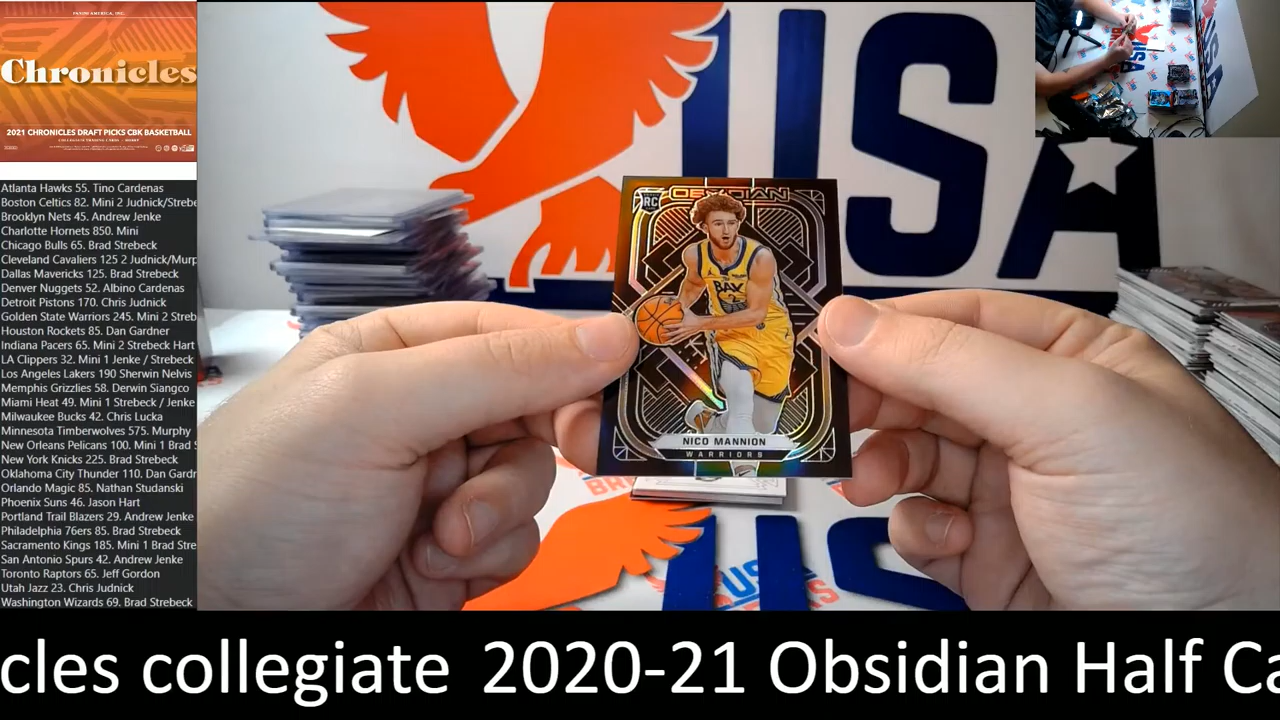 PANINI AMERICA, INC.
Chronicles
2021 CHRONICLES DRAFT PICKS CBK BASKETBALL
Atlanta Hawks 55. Tino Cardenas
Boston Celtics 82. Mini 2 Judnick/Strebe
Brooklyn Nets 45. Andrew Jenke
Charlotte Hornets 850. Mini
Chicago Bulls 65. Brad Strebeck
Cleveland Cavaliers 125 2 Judnick/Murp
Dallas Mavericks 125. Brad Strebeck
Denver Nuggets 52. Albino Cardenas
Detroit Pistons 170. Chris Judnick
Golden State Warriors 245. Mini 2 Streb
Houston Rockets 85. Dan Gardner
Indiana Pacers 65. Mini 2 Strebeck Hart
LA Clippers 32. Mini 1 Jenke / Strebeck
Los Angeles Lakers 190 Sherwin Nelvis
Memphis Grizzlies 58. Derwin Siangco
Miami Heat 49. Mini 1 Strebeck / Jenke
Milwaukee Bucks 42. Chris Lucka
Minnesota Timberwolves 575. Murphy
New Orleans Pelicans 100. Mini 1 Brad S
New York Knicks 225. Brad Strebeck
Oklahoma City Thunder 110. Dan Gardr
Orlando Magic 85. Nathan Studanski
Phoenix Suns 46. Jason Hart
Portland Trail Blazers 29. Andrew Jenke
Philadelphia 76ers 85. Brad Strebeck
Sacramento Kings 185. Mini 1 Brad Stre
San Antonio Spurs 42. Andrew Jenke
Toronto Raptors 65. Jeff Gordon
Utah Jazz 23. Chris Judnick
Washington Wizards 69. Brad Strebeck
USA
OBSIDIAN
RC
BAY
2
NICO MANNION
WARRIORS
US
USA
USA
cles collegiate 2020-21 Obsidian Half Ca